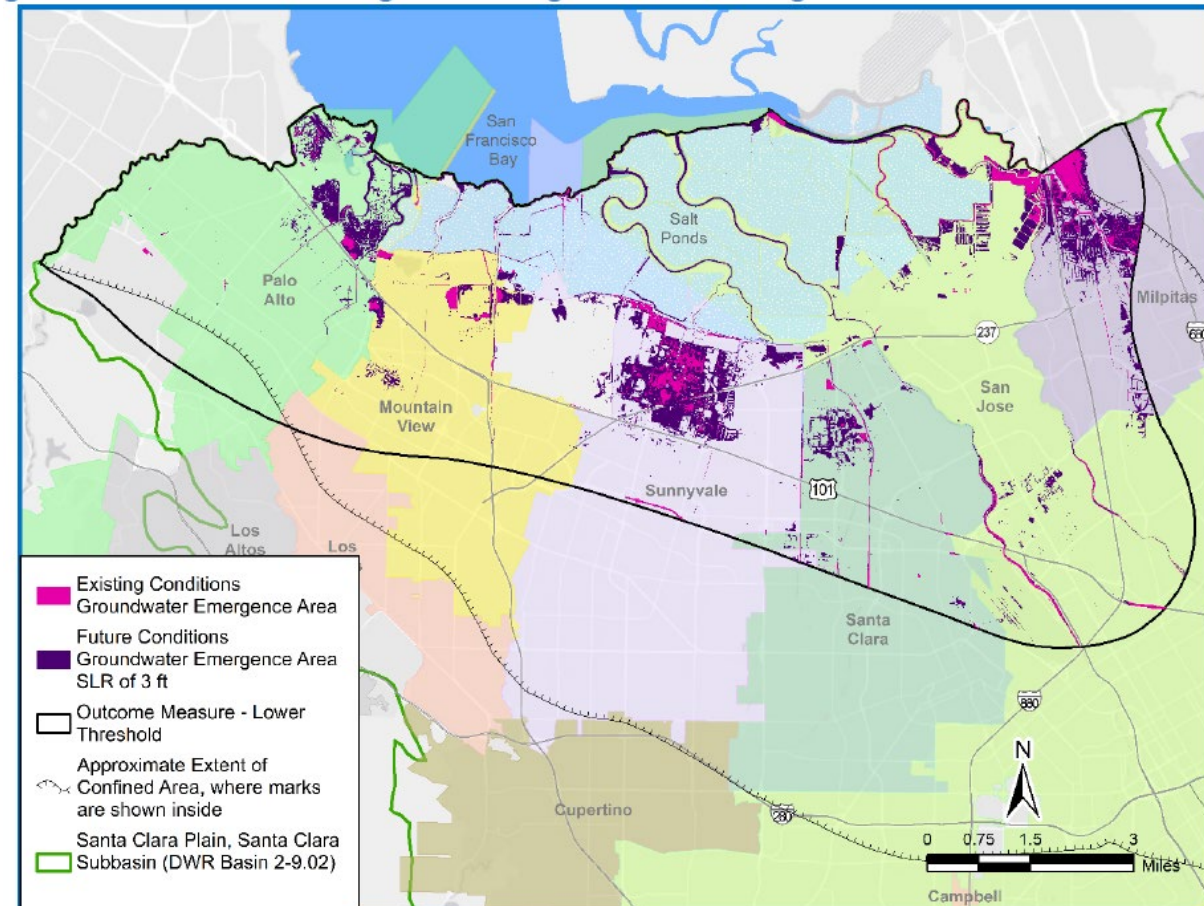 San
Francisco
Bay
Salt
Ponds
Palo
Alto
Milpitas
237
680
San
Jose
Mountain
View
Sunnyvale
101
Los
Altos
Los
Santa
Clara
880
Cupertino
280
Campbell
Existing Conditions
Groundwater Emergence Area
Future Conditions
Groundwater Emergence Area
SLR of 3 ft
Outcome Measure - Lower
Threshold
Approximate Extent of
Confined Area, where marks
are shown inside
Santa Clara Plain, Santa Clara
Subbasin (DWR Basin 2-9.02)
N
0 0.75 1.5 3
Miles